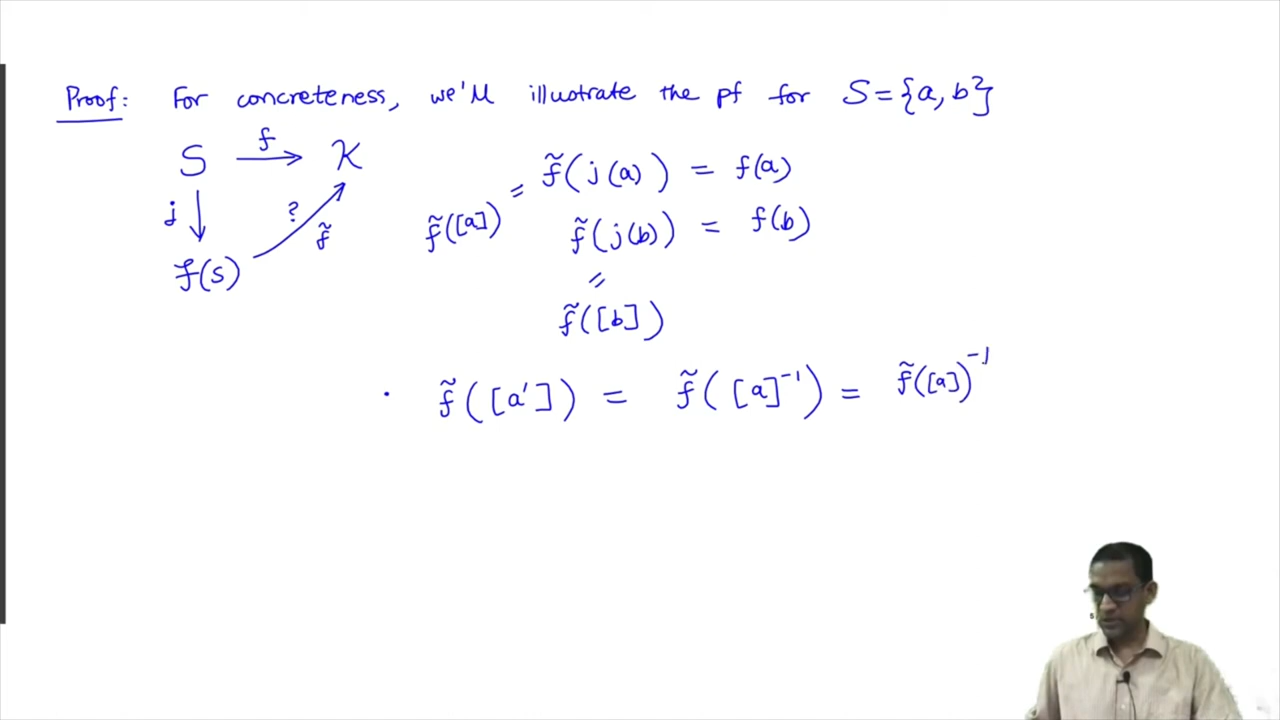 Proof: For concreteness, we'll illustrate the pf for S = {a, b}
S f→ K
f̃(j(a)) = f(a)
j↓ ? f̃ f̃([a]) = f̃(j(b)) = f(b)
F(S) =
f̃([b])
· f̃([a']) = f̃([a]⁻¹) = f̃([a])⁻¹